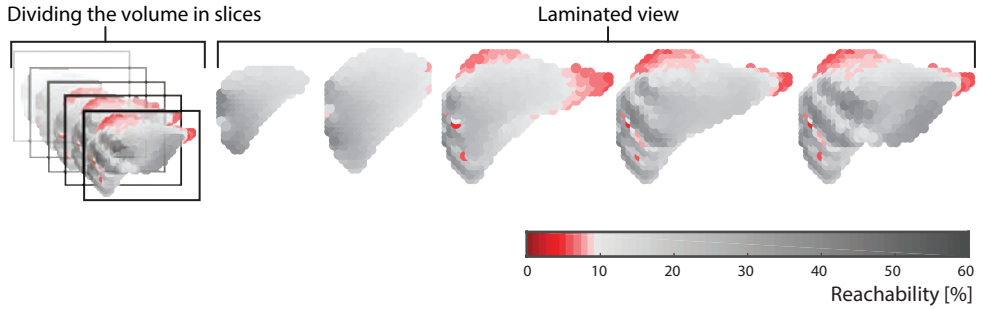 Dividing the volume in slices
Laminated view
0 10 20 30 40 50 60
Reachability [%]